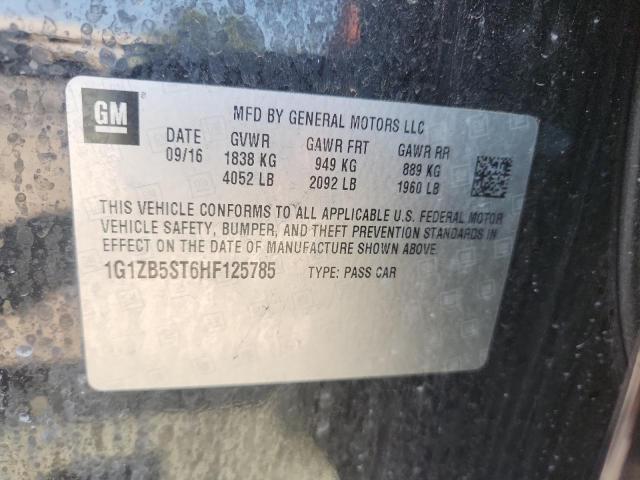 GM
MFD BY GENERAL MOTORS LLC
DATE GVWR GAWR FRT GAWR RR
09/16 1838 KG 949 KG 889 KG
4052 LB 2092 LB 1960 LB
THIS VEHICLE CONFORMS TO ALL APPLICABLE U.S. FEDERAL MOTOR
VEHICLE SAFETY, BUMPER, AND THEFT PREVENTION STANDARDS IN
EFFECT ON THE DATE OF MANUFACTURE SHOWN ABOVE.
1G1ZB5ST6HF125785 TYPE: PASS CAR